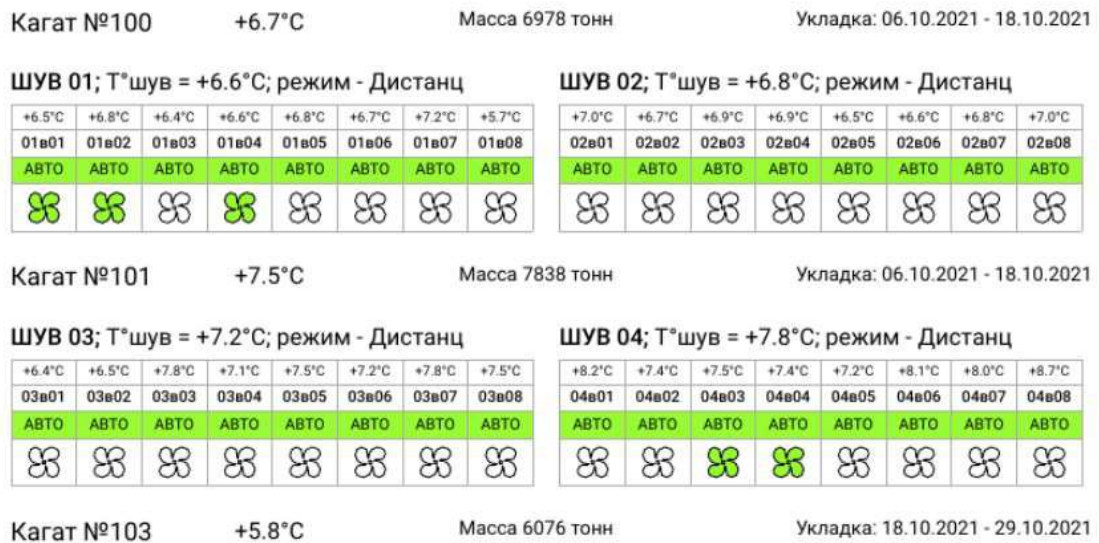 Кагат №100 +6.7°C Масса 6978 тонн Укладка: 06.10.2021 - 18.10.2021
ШУВ 01; Т°шув = +6.6°C; режим - Дистанц
+6.5°C +6.8°C +6.4°C +6.6°C +6.8°C +6.7°C +7.2°C +5.7°C
01в01 01в02 01в03 01в04 01в05 01в06 01в07 01в08
АВТО АВТО АВТО АВТО АВТО АВТО АВТО АВТО
ШУВ 02; Т°шув = +6.8°C; режим - Дистанц
+7.0°C +6.7°C +6.9°C +6.9°C +6.5°C +6.6°C +6.8°C +7.0°C
02в01 02в02 02в03 02в04 02в05 02в06 02в07 02в08
АВТО АВТО АВТО АВТО АВТО АВТО АВТО АВТО
Кагат №101 +7.5°C Масса 7838 тонн Укладка: 06.10.2021 - 18.10.2021
ШУВ 03; Т°шув = +7.2°C; режим - Дистанц
+6.4°C +6.5°C +7.8°C +7.1°C +7.5°C +7.2°C +7.8°C +7.5°C
03в01 03в02 03в03 03в04 03в05 03в06 03в07 03в08
АВТО АВТО АВТО АВТО АВТО АВТО АВТО АВТО
ШУВ 04; Т°шув = +7.8°C; режим - Дистанц
+8.2°C +7.4°C +7.5°C +7.4°C +7.2°C +8.1°C +8.0°C +8.7°C
04в01 04в02 04в03 04в04 04в05 04в06 04в07 04в08
АВТО АВТО АВТО АВТО АВТО АВТО АВТО АВТО
Кагат №103 +5.8°C Масса 6076 тонн Укладка: 18.10.2021 - 29.10.2021